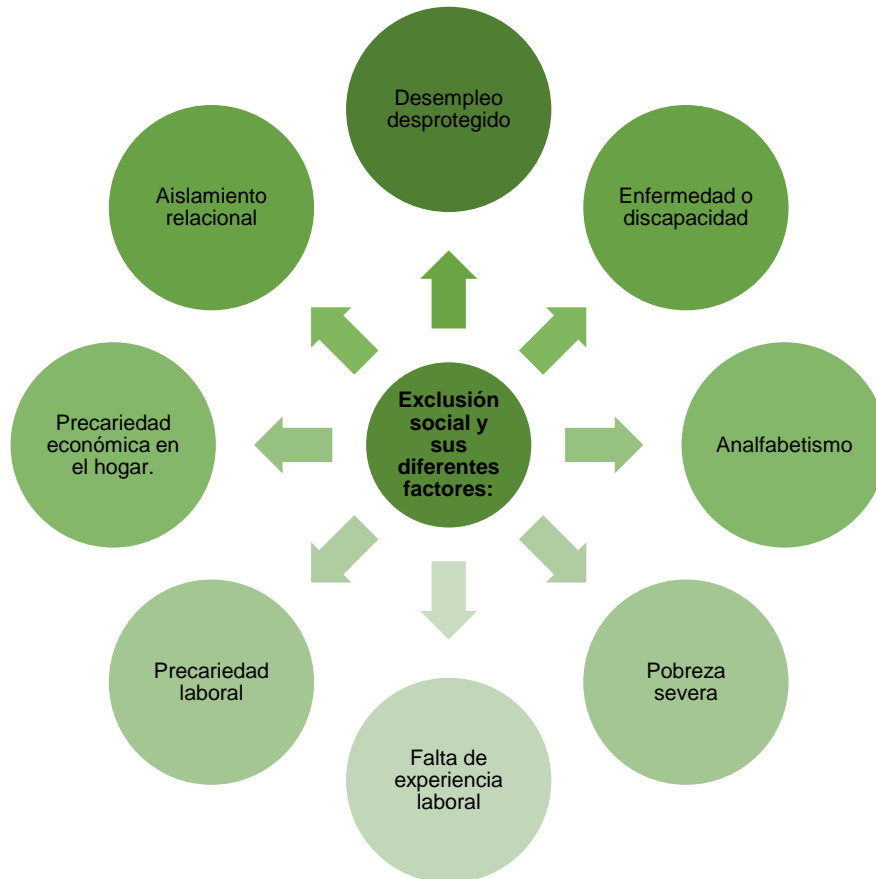 Desempleo
desprotegido
Enfermedad o
discapacidad
Analfabetismo
Pobreza
severa
Falta de
experiencia
laboral
Precariedad
laboral
Precariedad
económica en
el hogar.
Aislamiento
relacional
Exclusión
social y
sus
diferentes
factores: